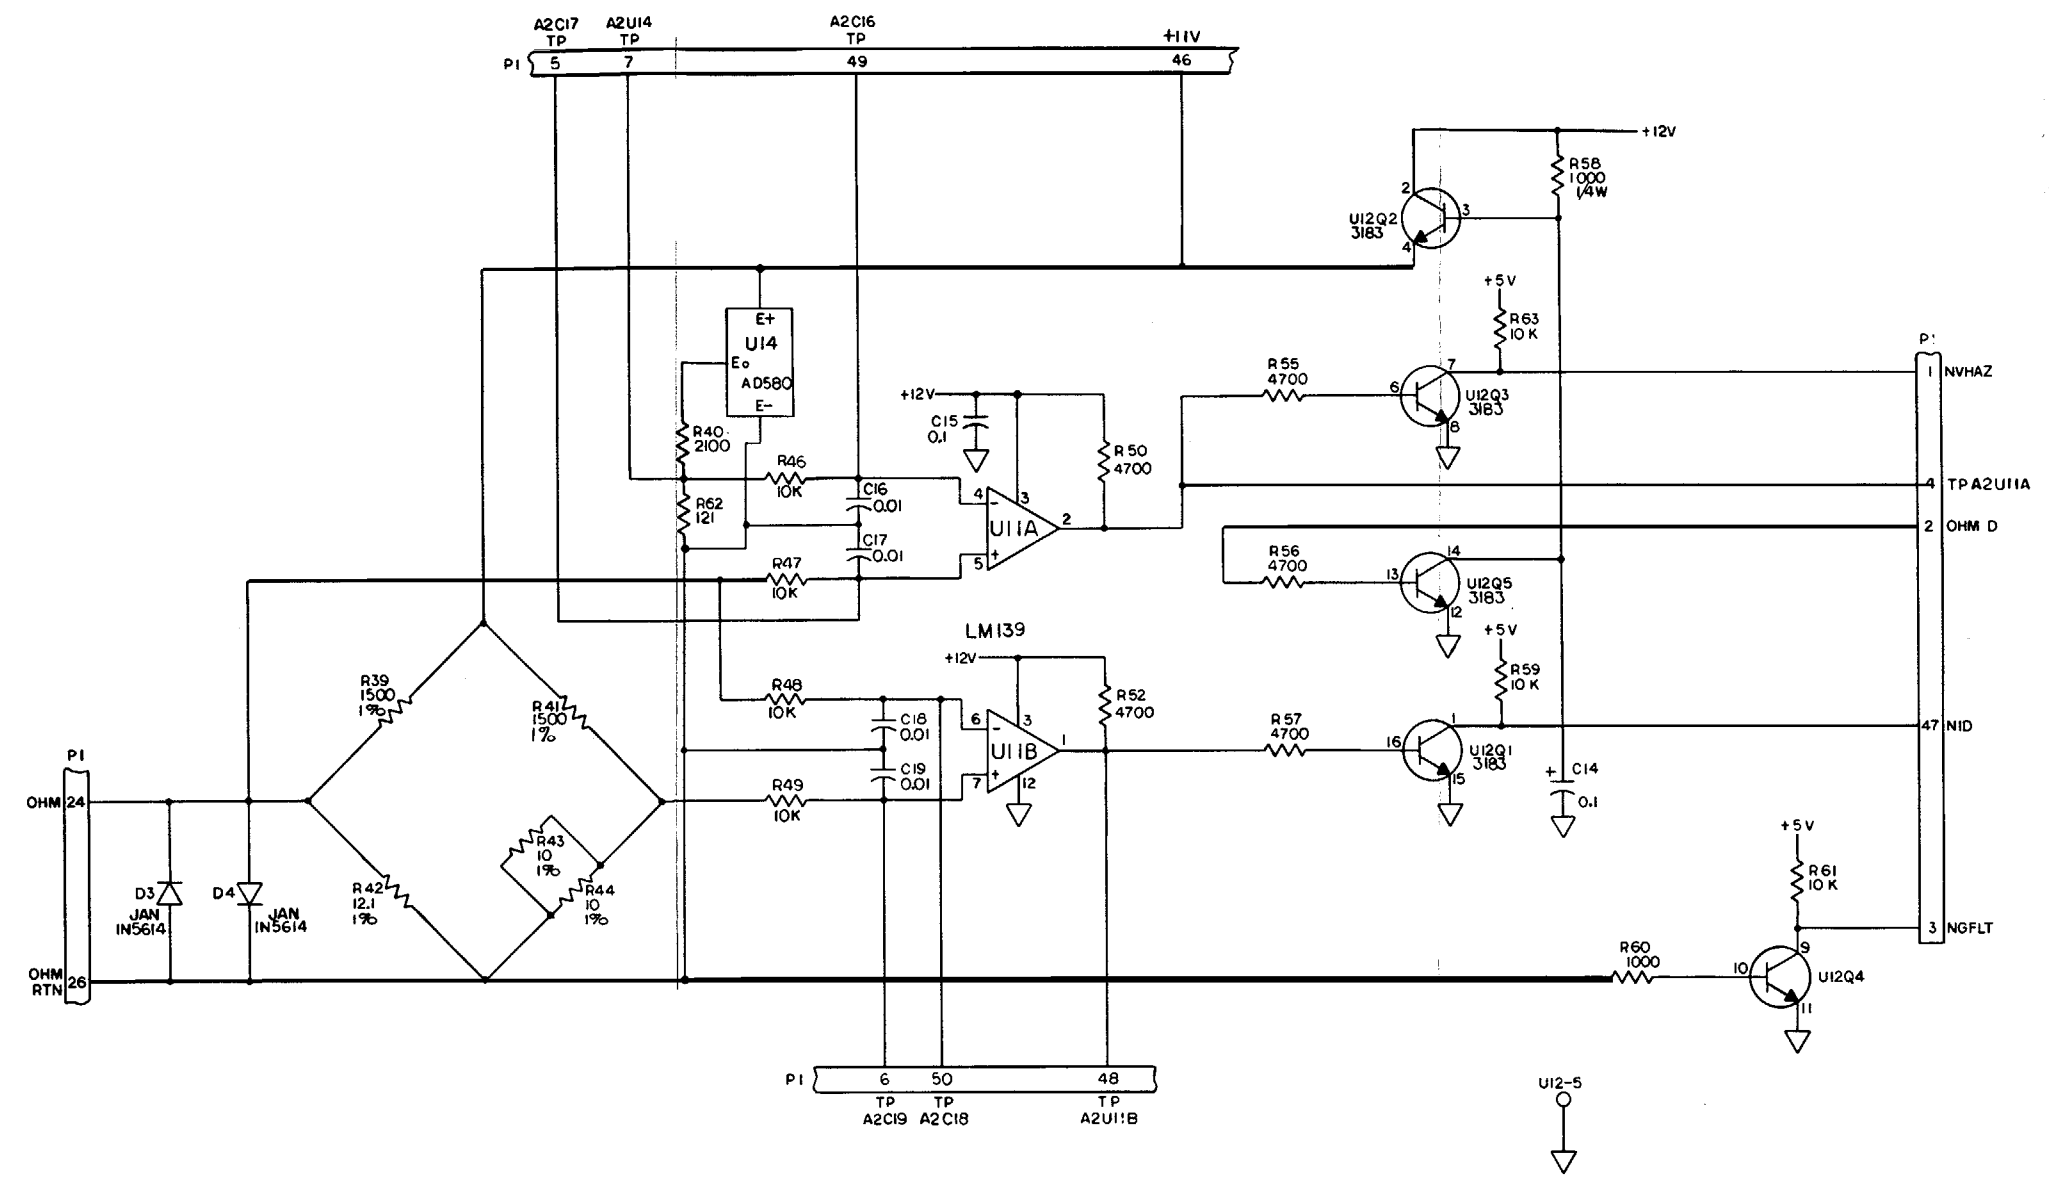 A2C17 A2U14 A2C16
TP TP TP +11V
P1 5 7 49 46
+12V
R58
1000
1/4W
2
3
U12Q2
3183
4
+5V
R63
10K
E+
U14
E0
AD580
E-
P1
R55
4700
7
6
U12Q3
3183
8
1 NVHAZ
+12V
C15
0.1
R40
2100
R50
4700
R46
10K
C16
0.01
4
3
-
U11A
2
+
5
4 TPA2U11A
R62
121
C17
0.01
2 OHM D
R47
10K
R56
4700
14
13
U12Q5
3183
12
LM139
+12V
+5V
R59
10K
R39
1500
1%
R41
1500
1%
R48
10K
R52
4700
C18
0.01
6
3
-
U11B
1
+
7
12
C19
0.01
R49
10K
R57
4700
1
16
U12Q1
3183
15
47 NID
+ C14
0.1
P1
OHM 24
R43
10
1%
R42
12.1
1%
R44
10
1%
D3
JAN
1N5614
D4
JAN
1N5614
+5V
R61
10K
3 NGFLT
OHM
RTN 26
R60
1000
9
10
U12Q4
11
P1 6 50 48
TP TP TP
A2C19 A2C18 A2U11B
U12-5